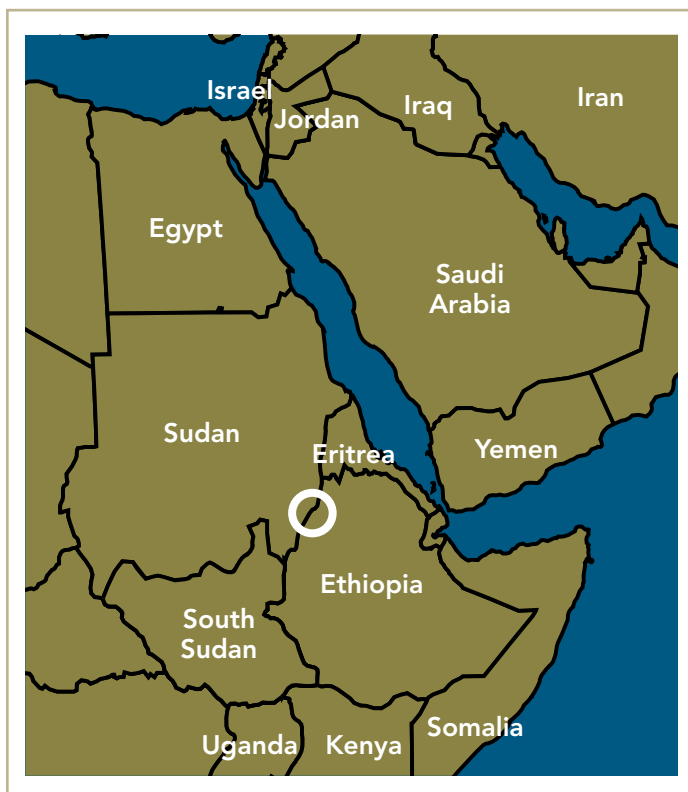 Israel
Jordan
Iraq
Iran
Egypt
Saudi
Arabia
Sudan
Eritrea
Yemen
Ethiopia
South
Sudan
Uganda
Kenya
Somalia